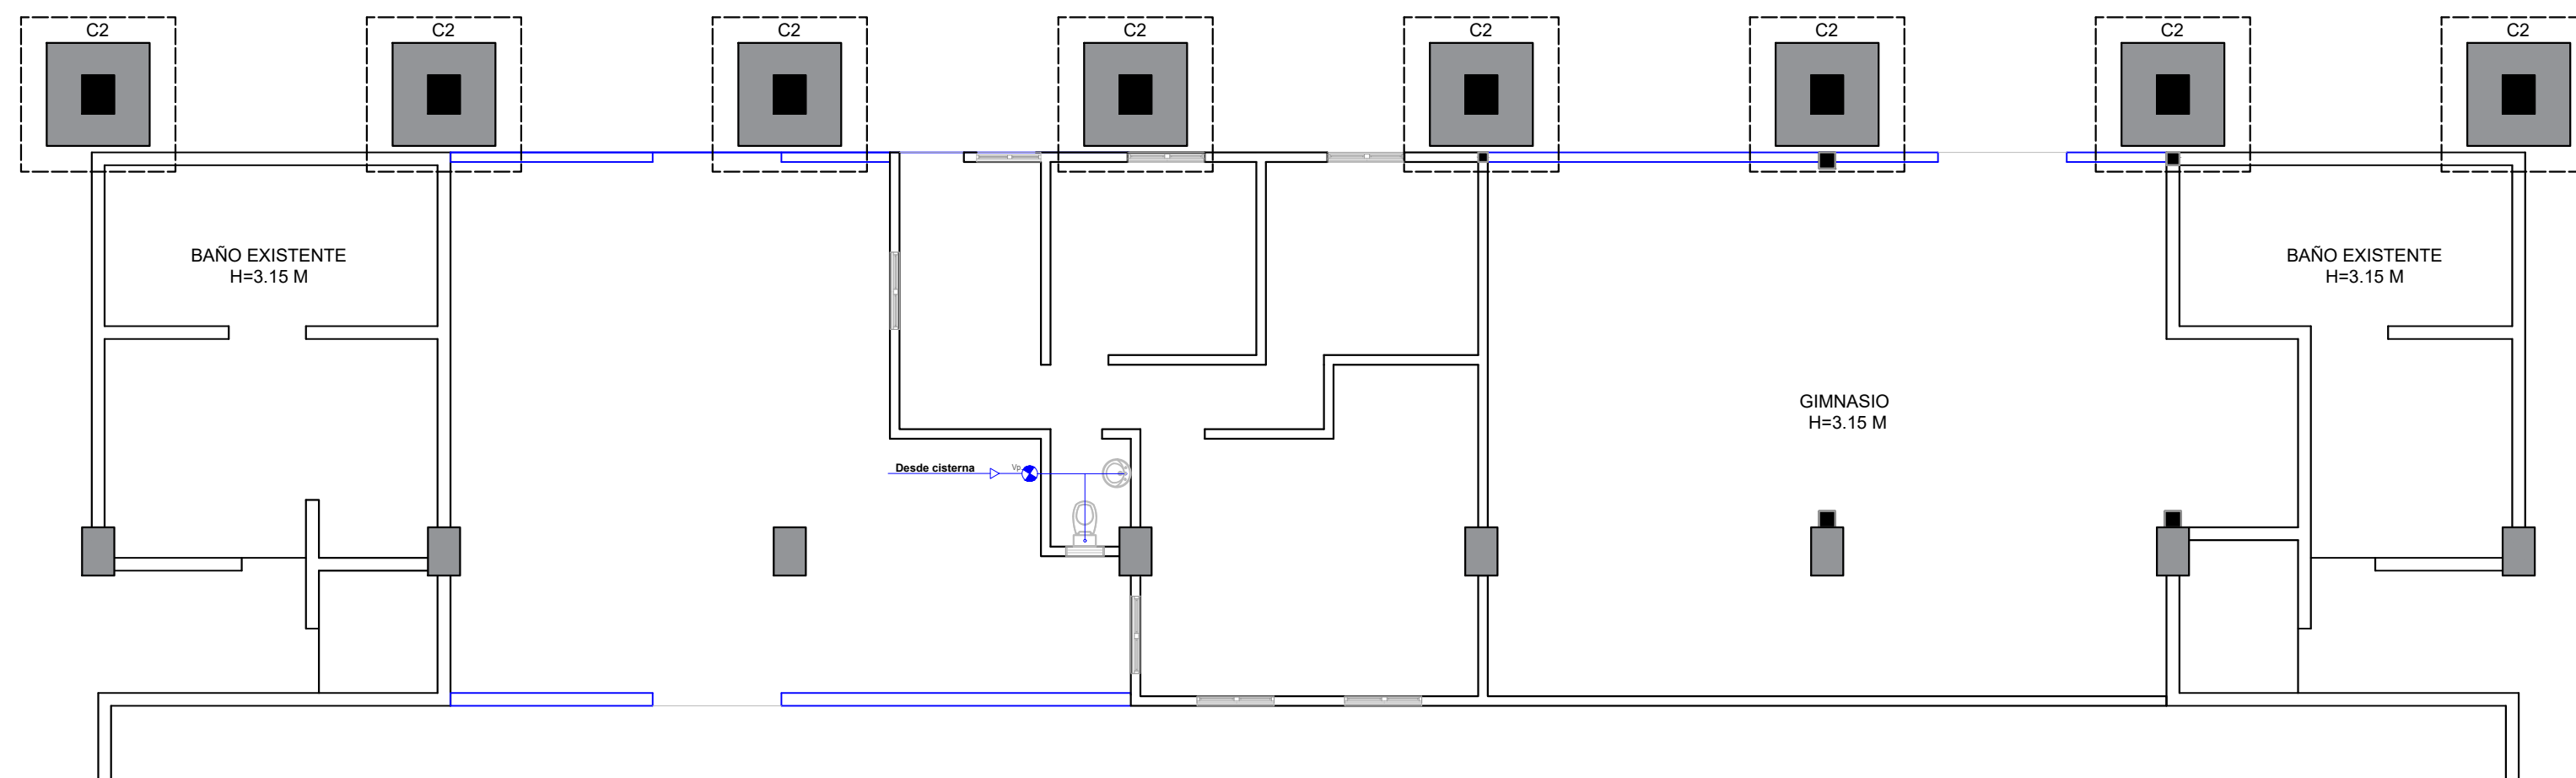 C2
C2
C2
C2
C2
C2
C2
C2
BAÑO EXISTENTE
H=3.15 M
BAÑO EXISTENTE
H=3.15 M
GIMNASIO
H=3.15 M
Desde cisterna
Vp.